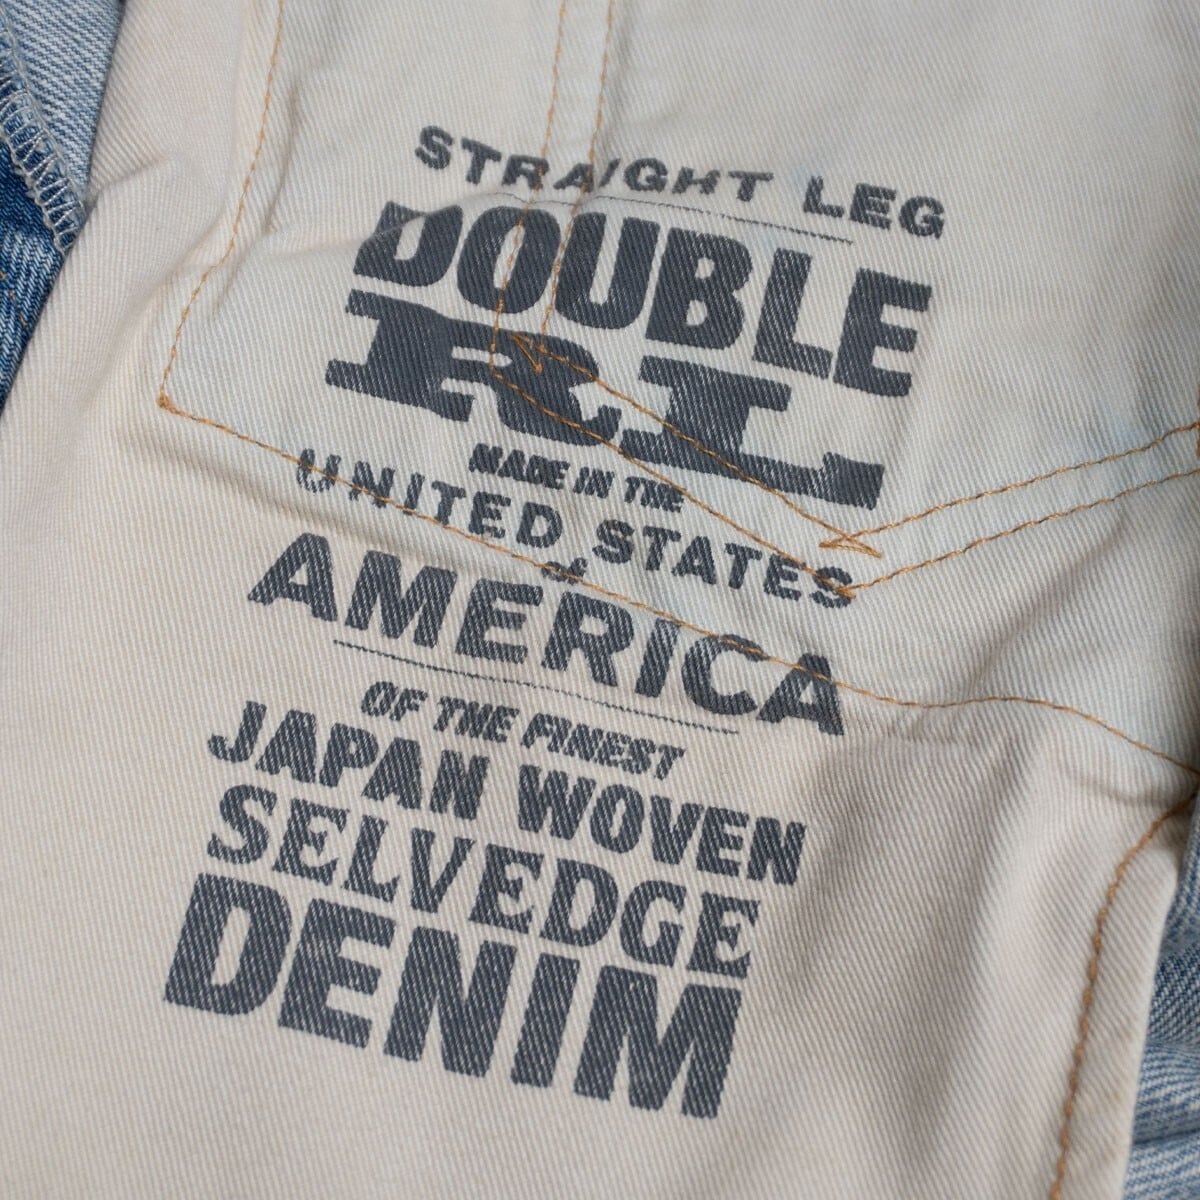 STRAIGHT LEG
DOUBLE
RL
MADE IN THE
UNITED STATES
of
AMERICA
OF THE FINEST
JAPAN WOVEN
SELVEDGE
DENIM